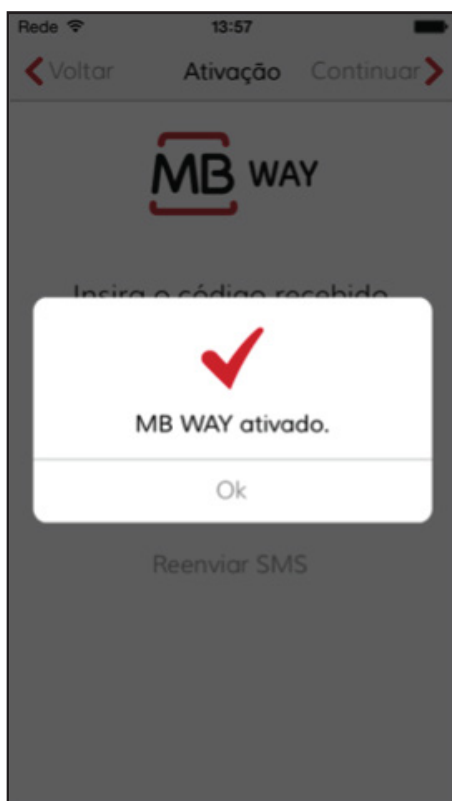 Rede 13:57
Voltar Ativação Continuar
MB WAY
Insira o código recebido
MB WAY ativado.
Ok
Reenviar SMS